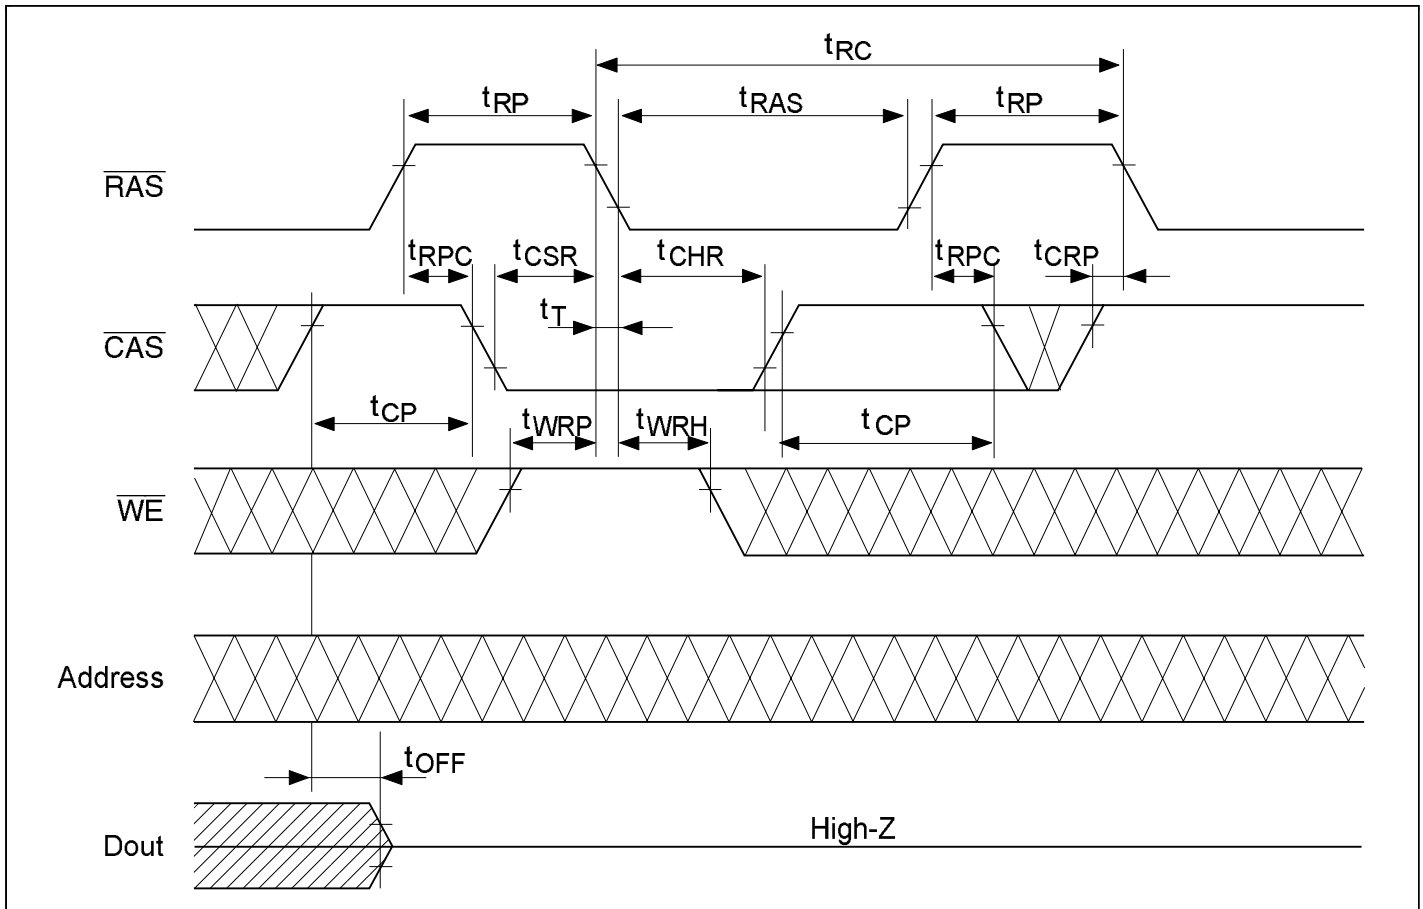 tRC
tRP tRAS tRP
RAS
tRPC tCSR tCHR tRPC tCRP
tT
CAS
tCP tWRP tWRH tCP
WE
Address
tOFF
High-Z
Dout